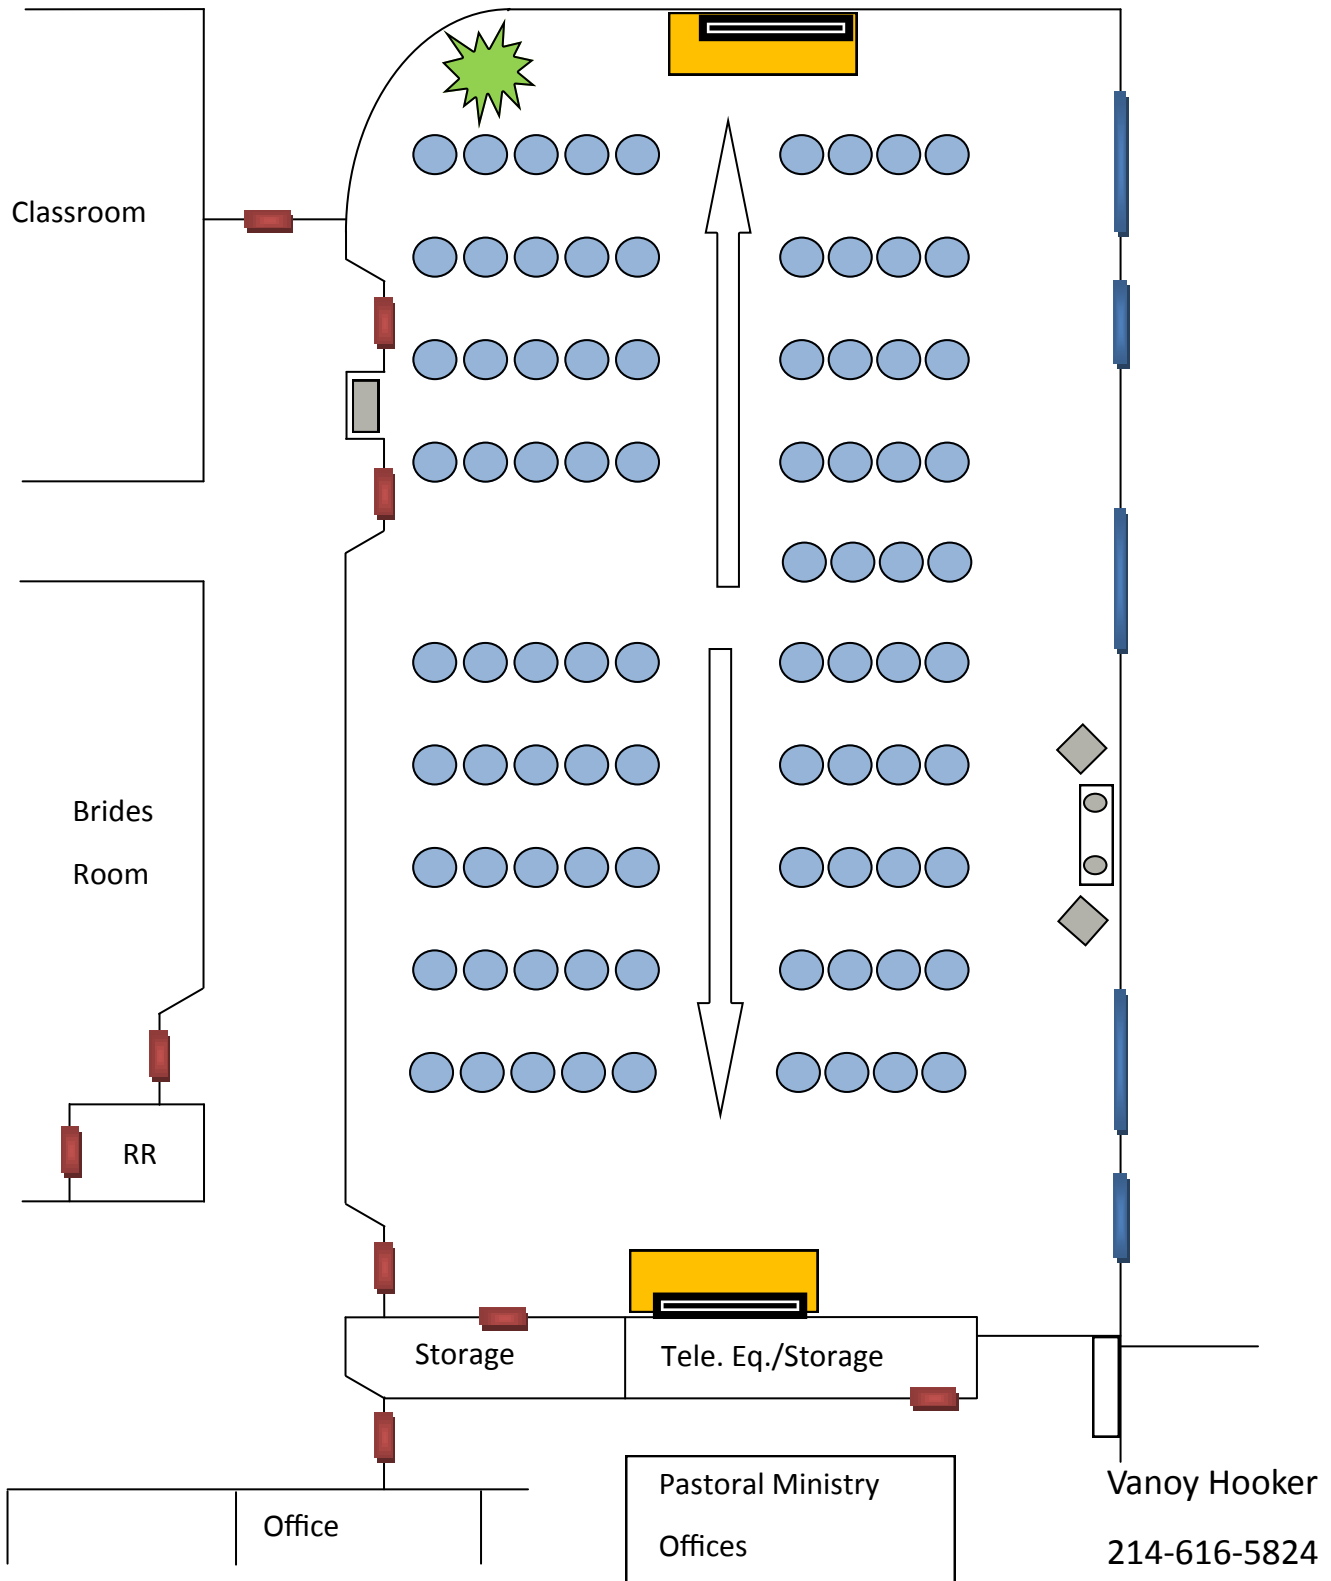 Classroom
Brides
Room
RR
Storage
Tele. Eq./Storage
Office
Pastoral Ministry
Offices
Vanoy Hooker
214-616-5824